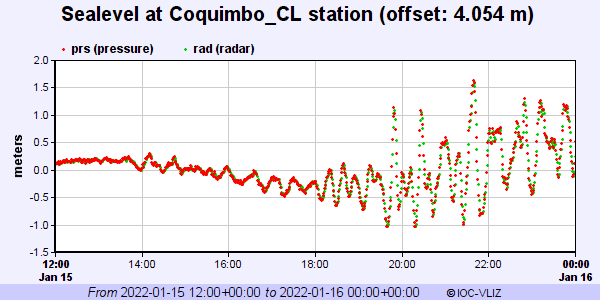 Sealevel at Coquimbo_CL station (offset: 4.054 m)
prs (pressure) rad (radar)
2.0
1.5
1.0
0.5
0.0
-0.5
-1.0
-1.5
meters
12:00 14:00 16:00 18:00 20:00 22:00 00:00
Jan 15 Jan 16
From 2022-01-15 12:00+00:00 to 2022-01-16 00:00+00:00 © IOC-VLIZ